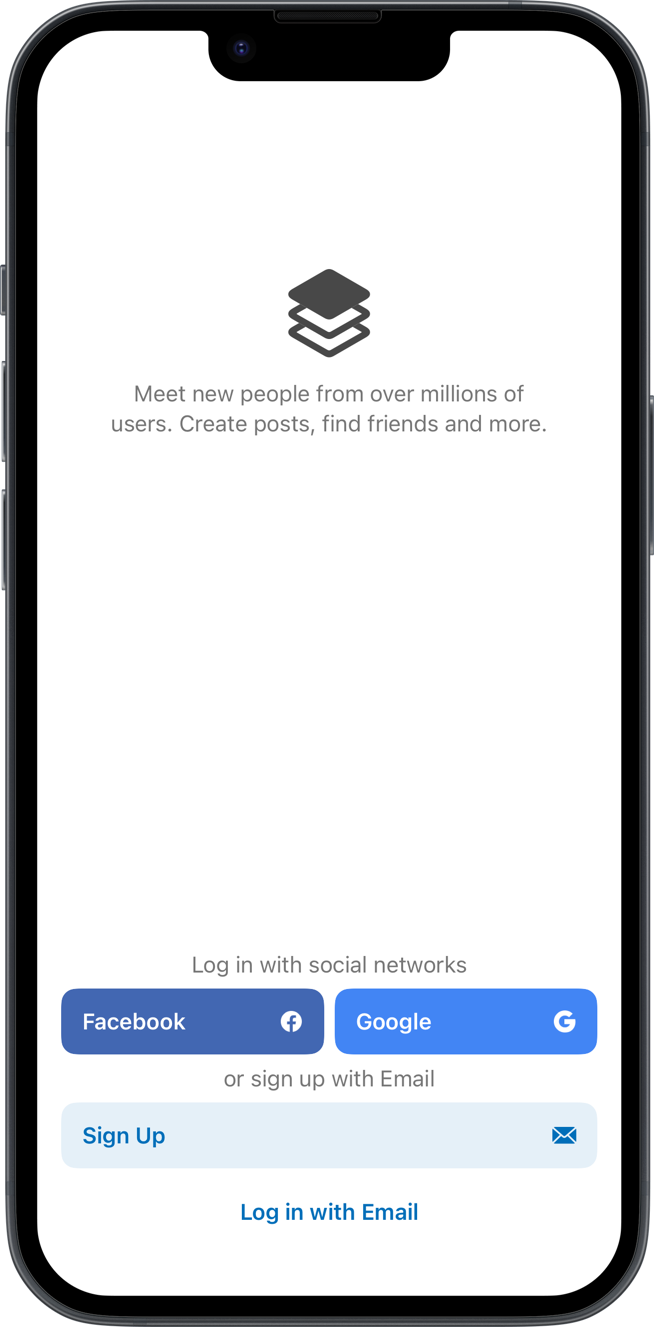 Meet new people from over millions of
users. Create posts, find friends and more.
Log in with social networks
Facebook
Google
or sign up with Email
Sign Up
Log in with Email